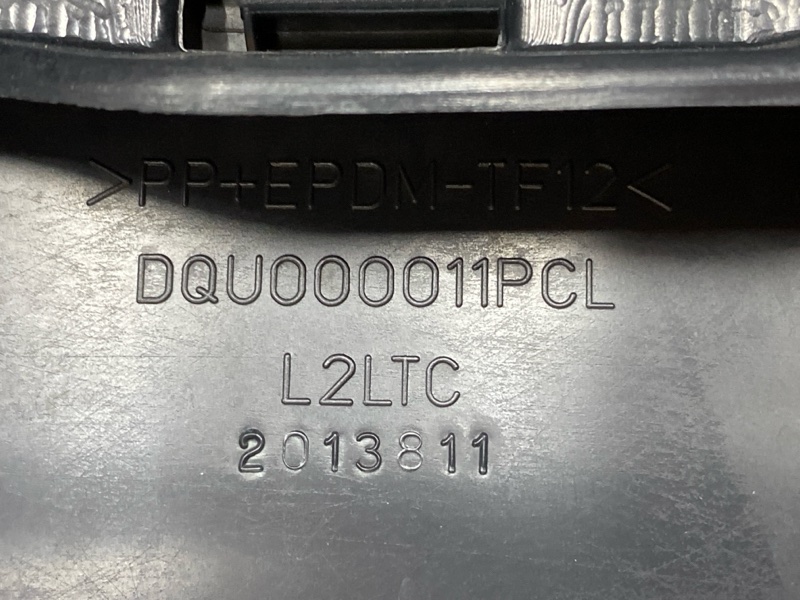 >PP+EPDM-TF12<
DQU000011PCL
L2LTC
2013811